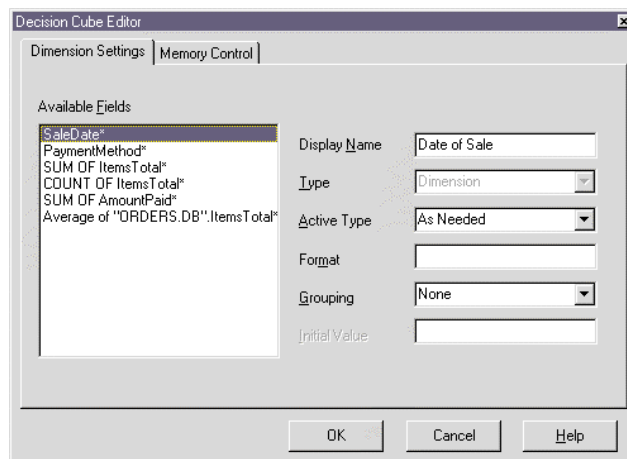 Decision Cube Editor
Dimension Settings
Memory Control
Available Fields
SaleDate*
PaymentMethod*
SUM OF ItemsTotal*
COUNT OF ItemsTotal*
SUM OF AmountPaid*
Average of "ORDERS.DB".ItemsTotal*
Display Name
Date of Sale
Type
Dimension
Active Type
As Needed
Format
Grouping
None
Initial Value
OK
Cancel
Help